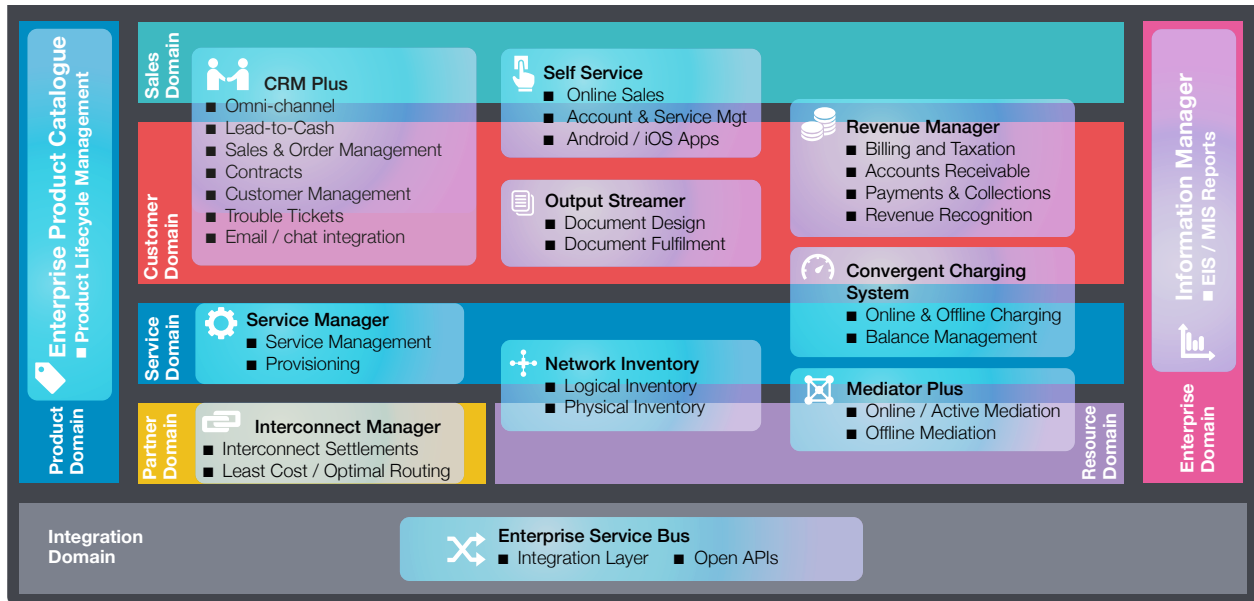 Product
Domain
Enterprise Product Catalogue
■ Product Lifecycle Management
Sales
Domain
CRM Plus
■ Omni-channel
■ Lead-to-Cash
■ Sales & Order Management
■ Contracts
■ Customer Management
■ Trouble Tickets
■ Email / chat integration
Self Service
■ Online Sales
■ Account & Service Mgt
■ Android / iOS Apps
Customer
Domain
Output Streamer
■ Document Design
■ Document Fulfilment
Revenue Manager
■ Billing and Taxation
■ Accounts Receivable
■ Payments & Collections
■ Revenue Recognition
Convergent Charging
System
■ Online & Offline Charging
■ Balance Management
Service
Domain
Service Manager
■ Service Management
■ Provisioning
Network Inventory
■ Logical Inventory
■ Physical Inventory
Mediator Plus
■ Online / Active Mediation
■ Offline Mediation
Partner
Domain
Interconnect Manager
■ Interconnect Settlements
■ Least Cost / Optimal Routing
Resource
Domain
Enterprise
Domain
Information Manager
■ EIS / MIS Reports
Integration
Domain
Enterprise Service Bus
■ Integration Layer ■ Open APIs